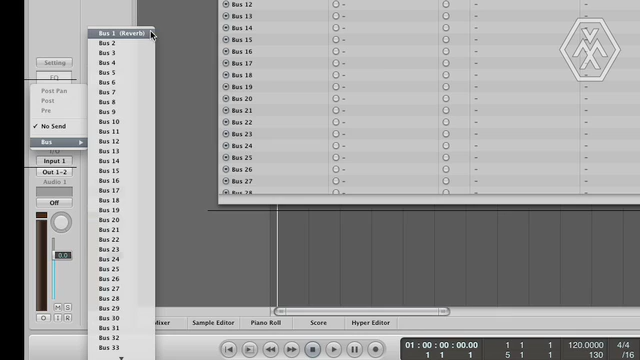 Bus 1 (Reverb)
Bus 2
Bus 3
Bus 4
Bus 5
Bus 6
Bus 7
Bus 8
Bus 9
Bus 10
Bus 11
Bus 12
Bus 13
Bus 14
Bus 15
Bus 16
Bus 17
Bus 18
Bus 19
Bus 20
Bus 21
Bus 22
Bus 23
Bus 24
Bus 25
Bus 26
Bus 27
Bus 28
Bus 29
Bus 30
Bus 31
Bus 32
Bus 33
Setting
EQ
Post Pan
Post
Pre
✓ No Send
Bus
Input 1
Out 1-2
Audio 1
Off
0.0
M S
I R
Bus 12 -
Bus 13 -
Bus 14 -
Bus 15 -
Bus 16 -
Bus 17 -
Bus 18 -
Bus 19 -
Bus 20 -
Bus 21 -
Bus 22 -
Bus 23 -
Bus 24 -
Bus 25 -
Bus 26 -
Bus 27 -
Bus 28 -
Mixer Sample Editor Piano Roll Score Hyper Editor
01: 00: 00: 00.00 1 120.0000 4/4
1 1 1 5 1 1 130 /16